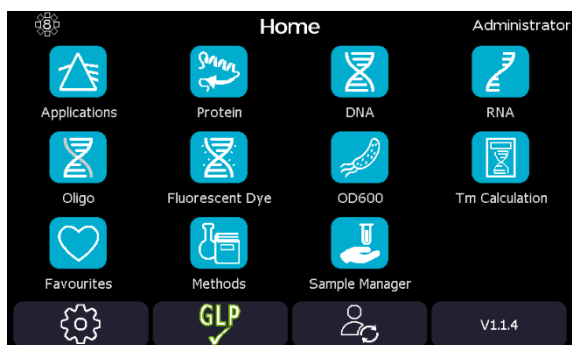 8
Home
Administrator
Applications
Protein
DNA
RNA
Oligo
Fluorescent Dye
OD600
Tm Calculation
Favourites
Methods
Sample Manager
GLP
V1.1.4